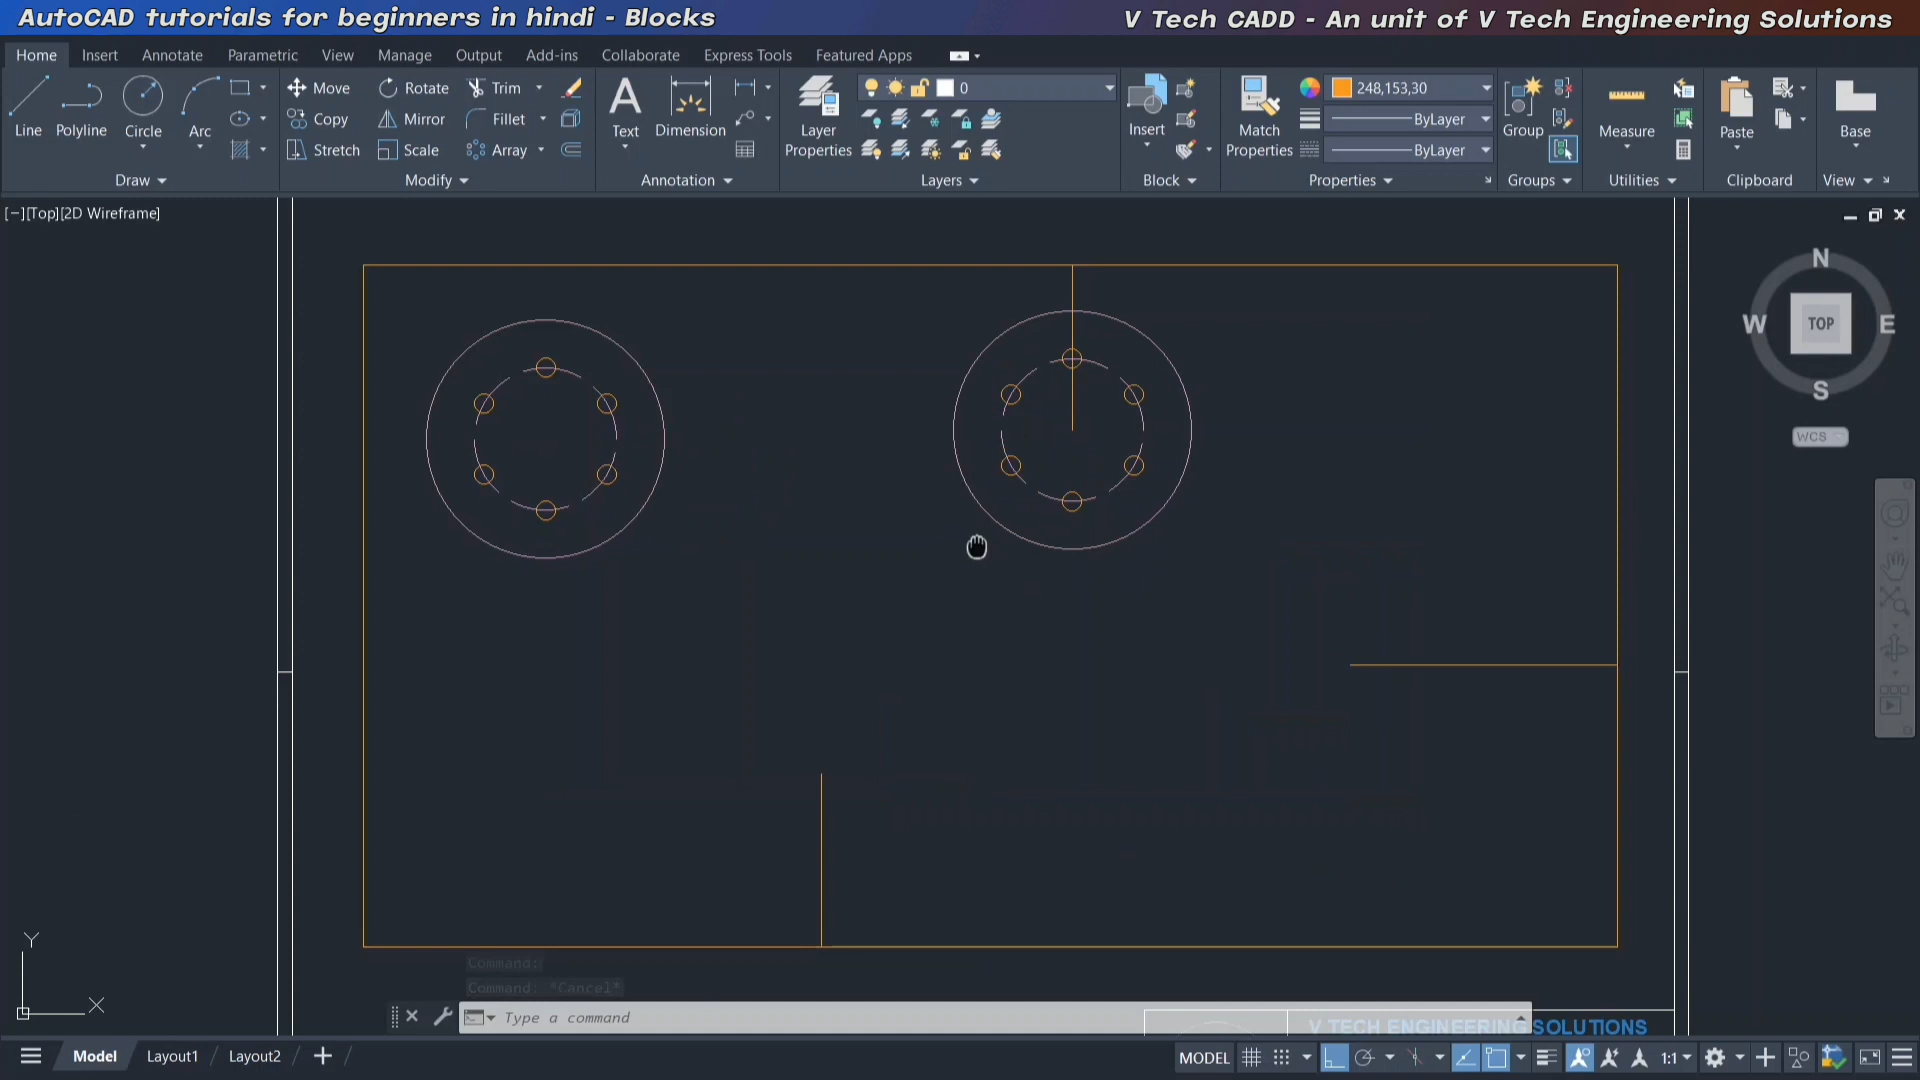 AutoCAD tutorials for beginners in hindi - Blocks
V Tech CADD - An unit of V Tech Engineering Solutions
Home Insert Annotate Parametric View Manage Output Add-ins Collaborate Express Tools Featured Apps
Line Polyline Circle Arc
Draw
Move Rotate Trim
Copy Mirror Fillet
Stretch Scale Array
Modify
Text Dimension
Annotation
Layer Properties
0
Layers
Insert
Block
Match Properties
248,153,30
ByLayer
ByLayer
Properties
Group
Groups
Measure
Utilities
Paste
Clipboard
Base
View
[−][Top][2D Wireframe]
N
W TOP E
S
WCS
Y
X
Command:
Command: *Cancel*
Type a command
V TECH ENGINEERING SOLUTIONS
Model Layout1 Layout2
MODEL 1:1